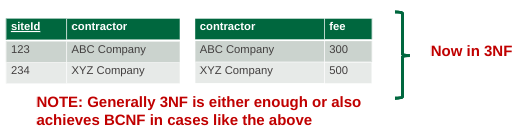 siteId contractor contractor fee
123 ABC Company ABC Company 300
234 XYZ Company XYZ Company 500
Now in 3NF
NOTE: Generally 3NF is either enough or also
achieves BCNF in cases like the above